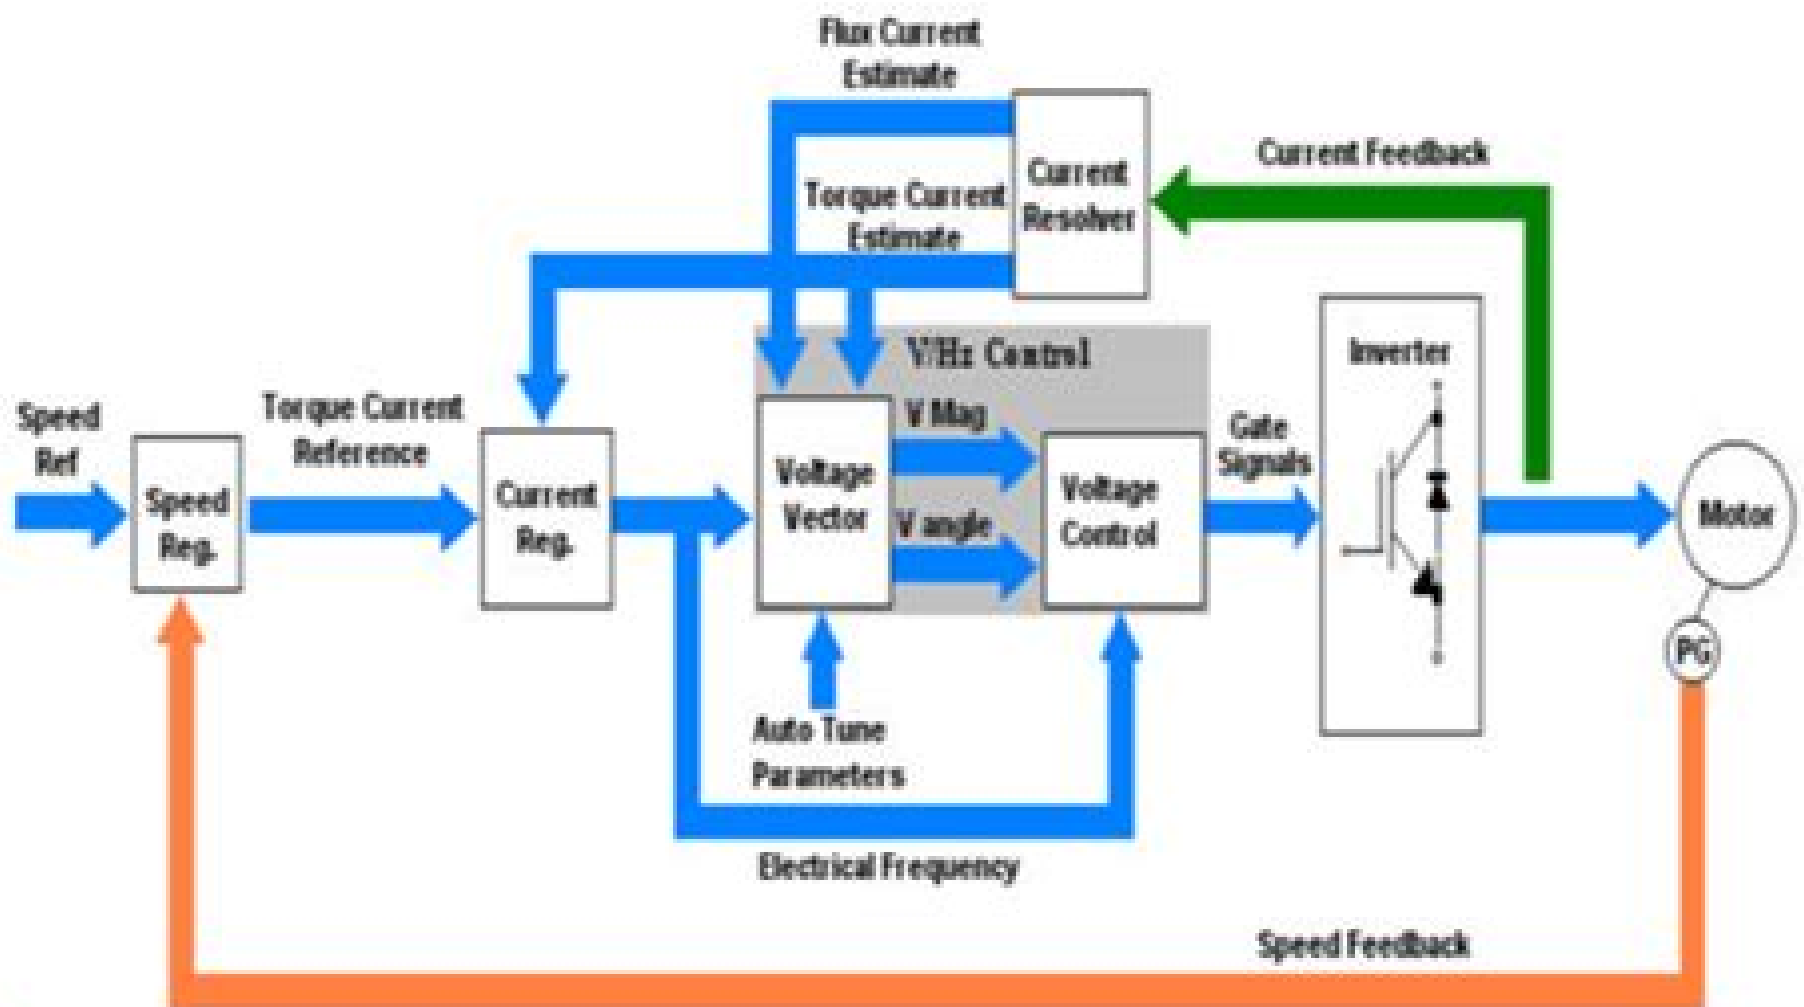 Flux Current
Estimate
Current Feedback
Current
Resolver
Torque Current
Estimate
V/Hz Control
Inverter
Speed
Ref
Torque Current
Reference
V Mag
Gate
Signals
Speed
Reg.
Current
Reg.
Voltage
Vector
V angle
Voltage
Control
Motor
PG
Auto Tune
Parameters
Electrical Frequency
Speed Feedback